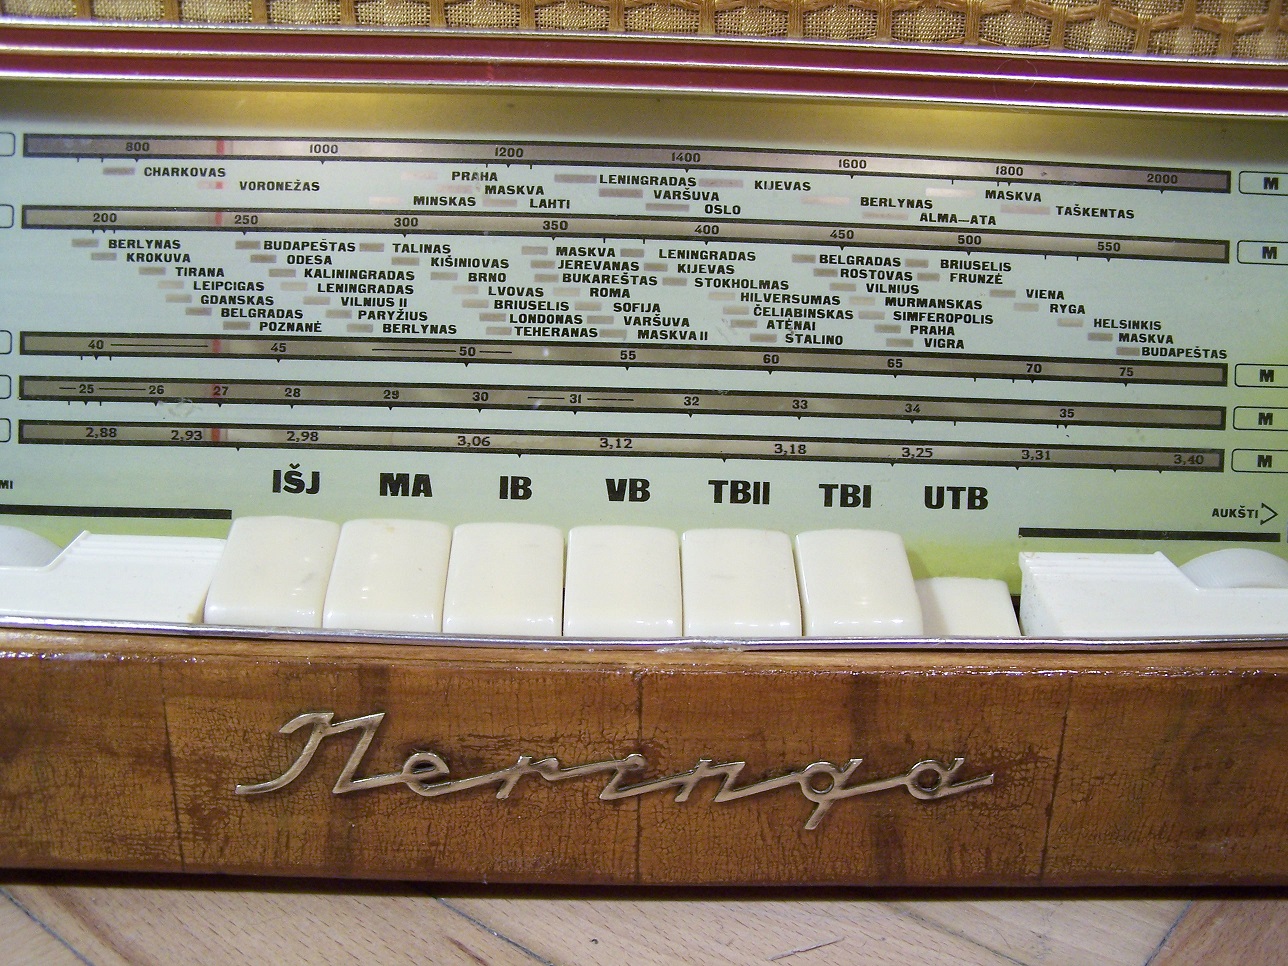 800 1000 1200 1400 1600 1800 2000 M
CHARKOVAS PRAHA LENINGRADAS KIJEVAS MASKVA
VORONEŽAS MASKVA VARŠUVA BERLYNAS TAŠKENTAS
MINSKAS LAHTI OSLO ALMA—ATA
200 250 300 350 400 450 500 550 M
BERLYNAS BUDAPEŠTAS TALINAS MASKVA LENINGRADAS BELGRADAS BRIUSELIS
KROKUVA ODESA KIŠINIOVAS JEREVANAS KIJEVAS ROSTOVAS FRUNZĖ
TIRANA KALININGRADAS BRNO BUKAREŠTAS STOKHOLMAS VILNIUS VIENA
LEIPCIGAS LENINGRADAS LVOVAS ROMA HILVERSUMAS MURMANSKAS RYGA
GDANSKAS VILNIUS II BRIUSELIS SOFIJA ČELIABINSKAS SIMFEROPOLIS HELSINKIS
BELGRADAS PARYŽIUS LONDONAS VARŠUVA ATĖNAI PRAHA MASKVA
POZNANĖ BERLYNAS TEHERANAS MASKVA II STALINO VIGRA BUDAPEŠTAS
40 45 50 55 60 65 70 75 M
25 26 27 28 29 30 31 32 33 34 35 M
2,88 2,93 2,98 3,06 3,12 3,18 3,25 3,31 3,40 M
IŠJ MA IB VB TBII TBI UTB
MI AUKŠTI
Neringa